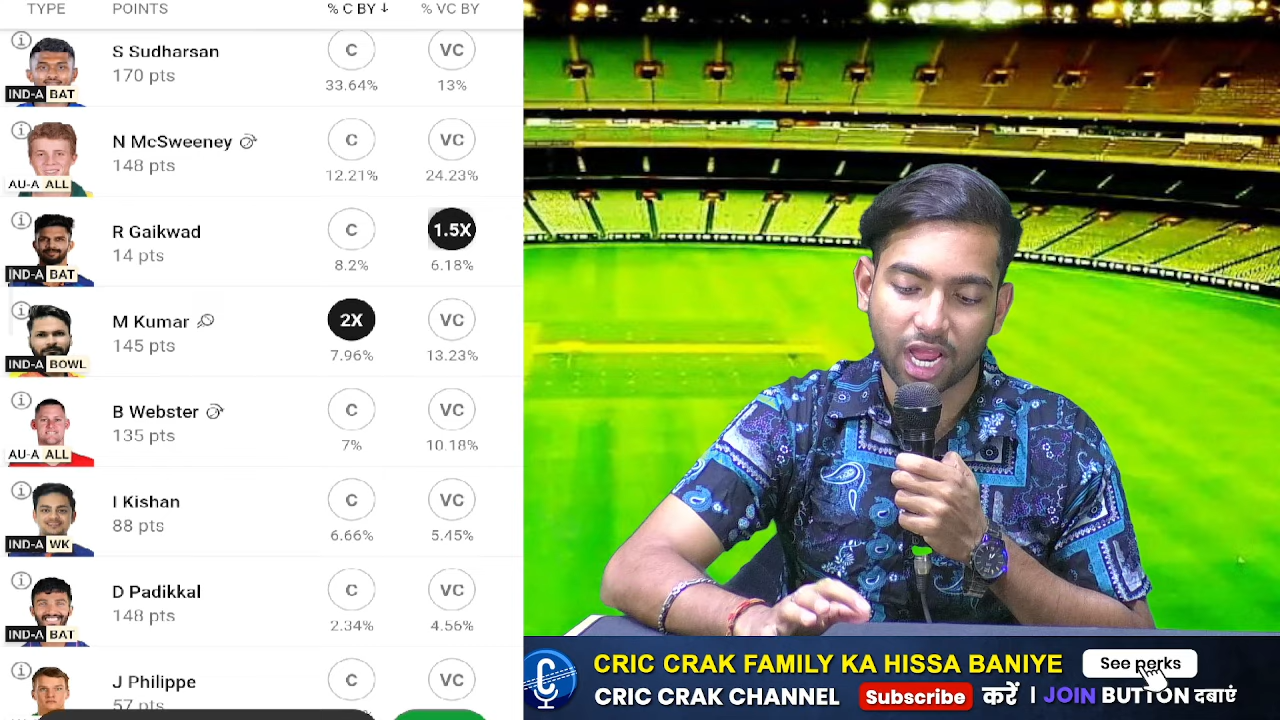 TYPE POINTS % C BY ↓ % VC BY
S Sudharsan
170 pts
C VC
33.64% 13%
IND-A BAT
N McSweeney
148 pts
C VC
12.21% 24.23%
AU-A ALL
R Gaikwad
14 pts
C 1.5X
8.2% 6.18%
IND-A BAT
M Kumar
145 pts
2X VC
7.96% 13.23%
IND-A BOWL
B Webster
135 pts
C VC
7% 10.18%
AU-A ALL
I Kishan
88 pts
C VC
6.66% 5.45%
IND-A WK
D Padikkal
148 pts
C VC
2.34% 4.56%
IND-A BAT
J Philippe
57 pts
C VC
CRIC CRAK FAMILY KA HISSA BANIYE See perks
CRIC CRAK CHANNEL Subscribe करें । JOIN BUTTON दबाएं